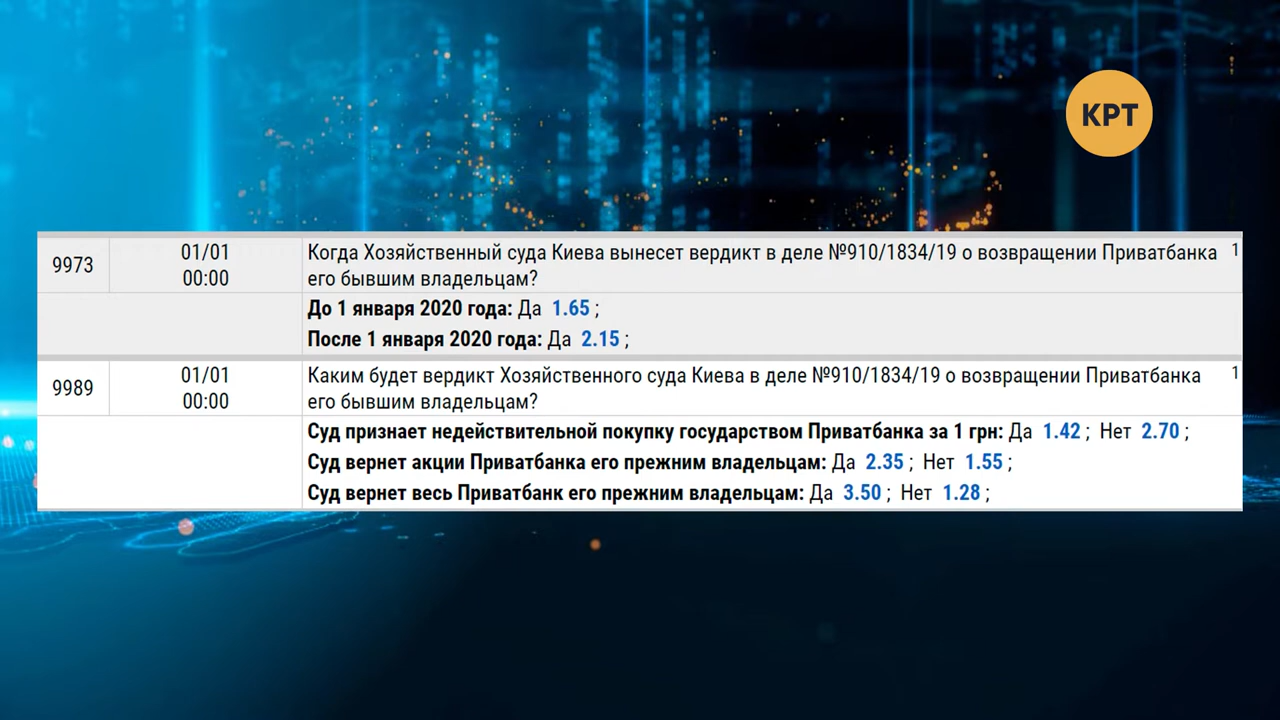 КРТ
9973 01/01 00:00 Когда Хозяйственный суда Киева вынесет вердикт в деле №910/1834/19 о возвращении Приватбанка 1
его бывшим владельцам?
До 1 января 2020 года: Да 1.65 ;
После 1 января 2020 года: Да 2.15 ;
9989 01/01 00:00 Каким будет вердикт Хозяйственного суда Киева в деле №910/1834/19 о возвращении Приватбанка 1
его бывшим владельцам?
Суд признает недействительной покупку государством Приватбанка за 1 грн: Да 1.42 ; Нет 2.70 ;
Суд вернет акции Приватбанка его прежним владельцам: Да 2.35 ; Нет 1.55 ;
Суд вернет весь Приватбанк его прежним владельцам: Да 3.50 ; Нет 1.28 ;